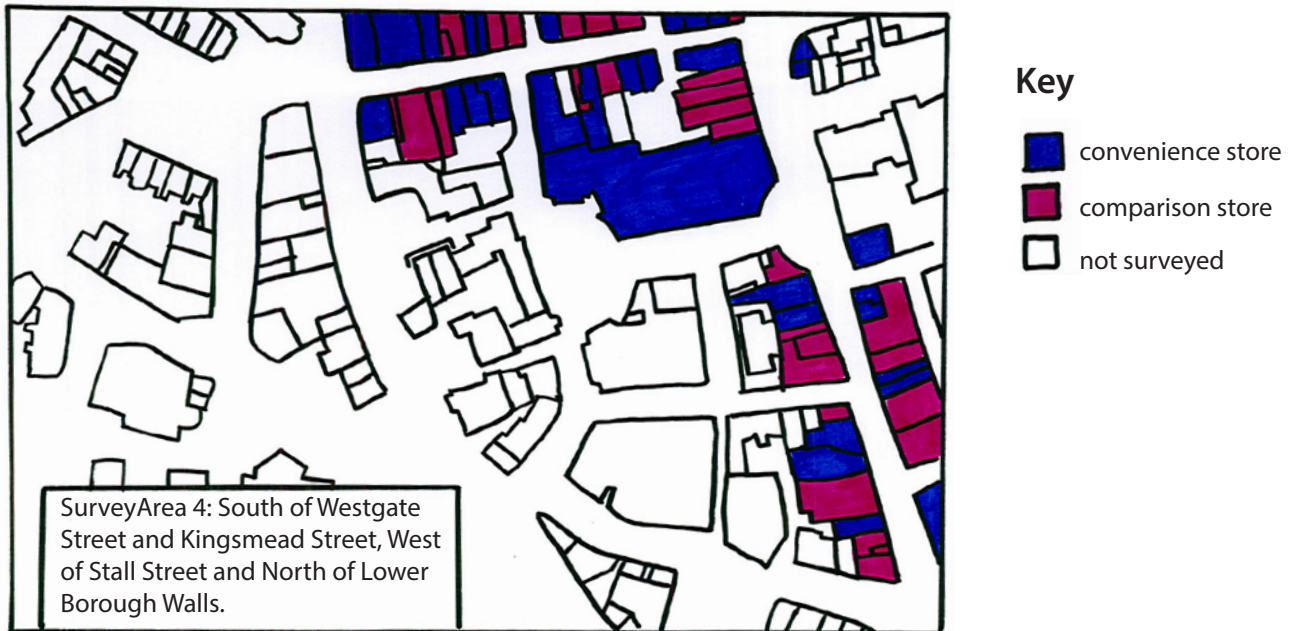 Key
convenience store
comparison store
not surveyed
SurveyArea 4: South of Westgate
Street and Kingsmead Street, West
of Stall Street and North of Lower
Borough Walls.